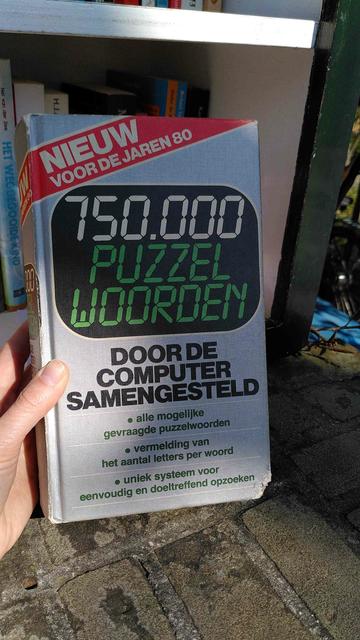 NIEUW
VOOR DE JAREN 80
750.000
PUZZEL
WOORDEN
DOOR DE
COMPUTER
SAMENGESTELD
• alle mogelijke
gevraagde puzzelwoorden
• vermelding van
het aantal letters per woord
• uniek systeem voor
eenvoudig en doeltreffend opzoeken